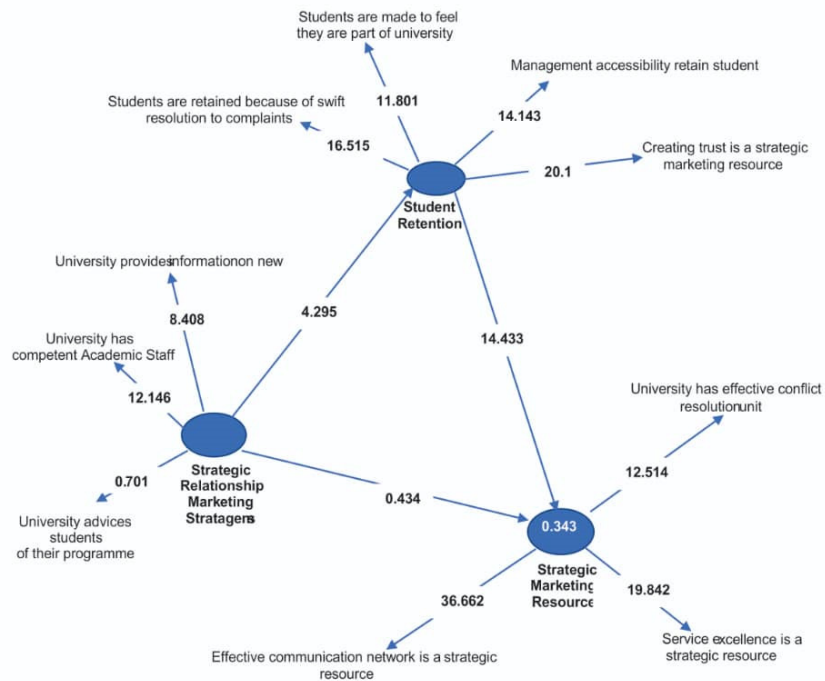 Students are made to feel
they are part of university
Management accessibility retain student
11.801
14.143
Students are retained because of swift
resolution to complaints
16.515
Creating trust is a strategic
marketing resource
20.1
Student
Retention
University provides informationon new
8.408
4.295
14.433
University has
competent Academic Staff
12.146
University has effective conflict
resolutionunit
12.514
0.701
Strategic
Relationship
Marketing
Stratagems
0.434
University advices
students
of their programme
0.343
Strategic
Marketing
Resource
36.662
19.842
Effective communication network is a strategic
resource
Service excellence is a
strategic resource